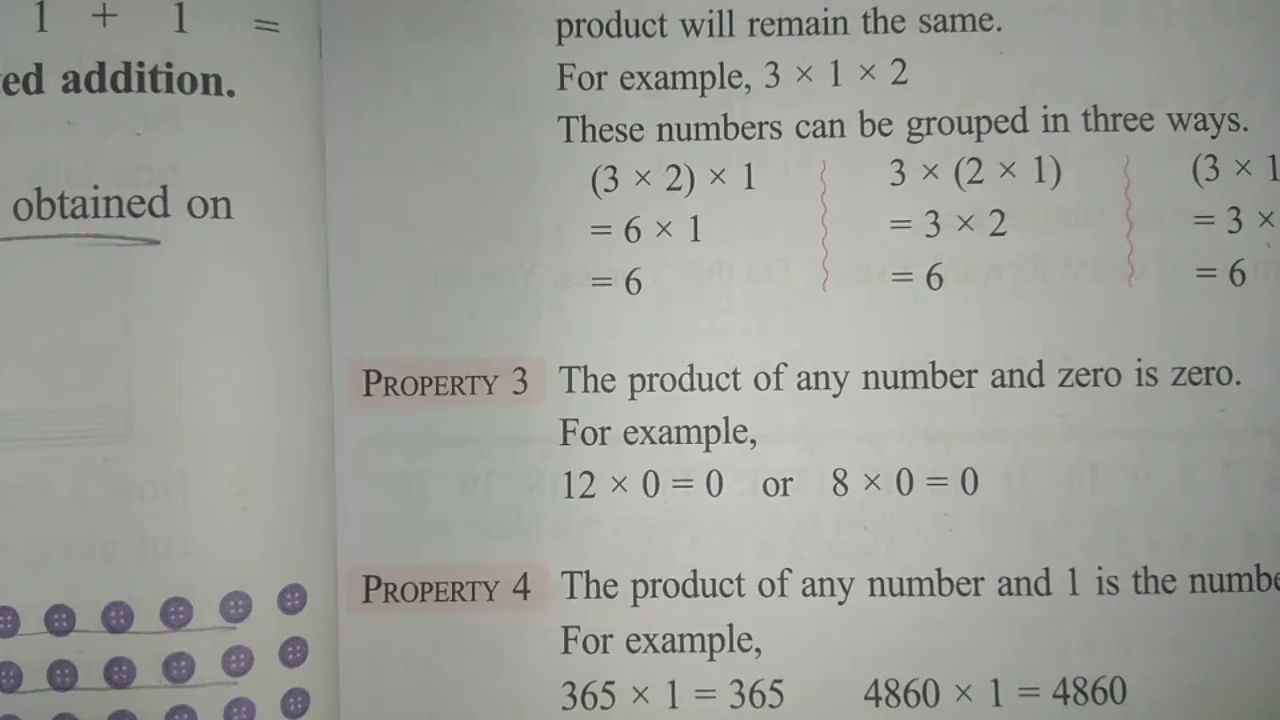 1 + 1 =
ed addition.
obtained on
product will remain the same.
For example, 3 × 1 × 2
These numbers can be grouped in three ways.
(3 × 2) × 1 3 × (2 × 1) (3 × 1
= 6 × 1 = 3 × 2 = 3 ×
= 6 = 6 = 6
PROPERTY 3 The product of any number and zero is zero.
For example,
12 × 0 = 0 or 8 × 0 = 0
PROPERTY 4 The product of any number and 1 is the numbe
For example,
365 × 1 = 365 4860 × 1 = 4860